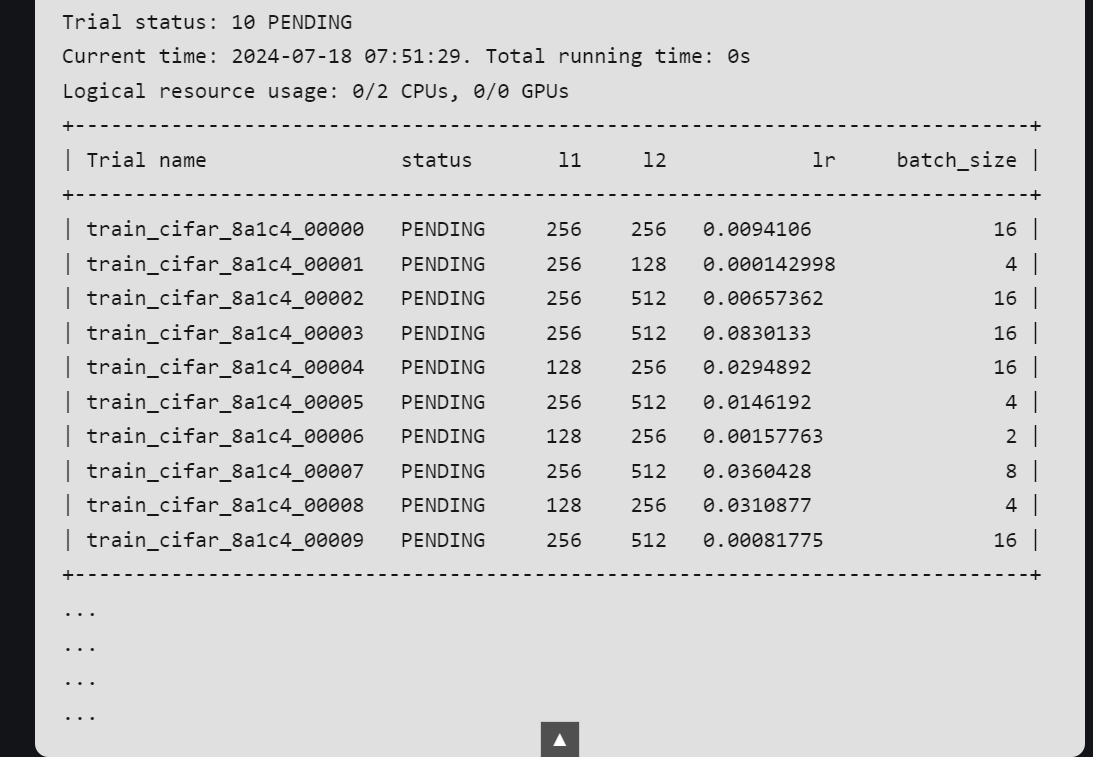 Trial status: 10 PENDING
Current time: 2024-07-18 07:51:29. Total running time: 0s
Logical resource usage: 0/2 CPUs, 0/0 GPUs
+-------------------------------------------------------------------------------+
| Trial name                status       l1     l2            lr     batch_size |
+-------------------------------------------------------------------------------+
| train_cifar_8a1c4_00000   PENDING     256    256   0.0094106               16 |
| train_cifar_8a1c4_00001   PENDING     256    128   0.000142998              4 |
| train_cifar_8a1c4_00002   PENDING     256    512   0.00657362              16 |
| train_cifar_8a1c4_00003   PENDING     256    512   0.0830133               16 |
| train_cifar_8a1c4_00004   PENDING     128    256   0.0294892               16 |
| train_cifar_8a1c4_00005   PENDING     256    512   0.0146192                4 |
| train_cifar_8a1c4_00006   PENDING     128    256   0.00157763               2 |
| train_cifar_8a1c4_00007   PENDING     256    512   0.0360428                8 |
| train_cifar_8a1c4_00008   PENDING     128    256   0.0310877                4 |
| train_cifar_8a1c4_00009   PENDING     256    512   0.00081775              16 |
+-------------------------------------------------------------------------------+
...
...
...
...
▲